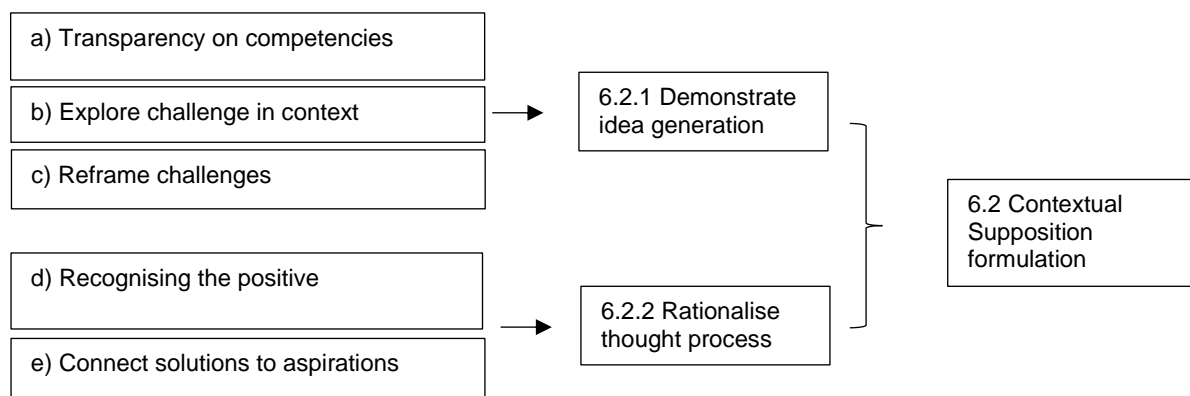 a) Transparency on competencies
b) Explore challenge in context
c) Reframe challenges
d) Recognising the positive
e) Connect solutions to aspirations
6.2.1 Demonstrate
idea generation
6.2.2 Rationalise
thought process
6.2 Contextual
Supposition
formulation